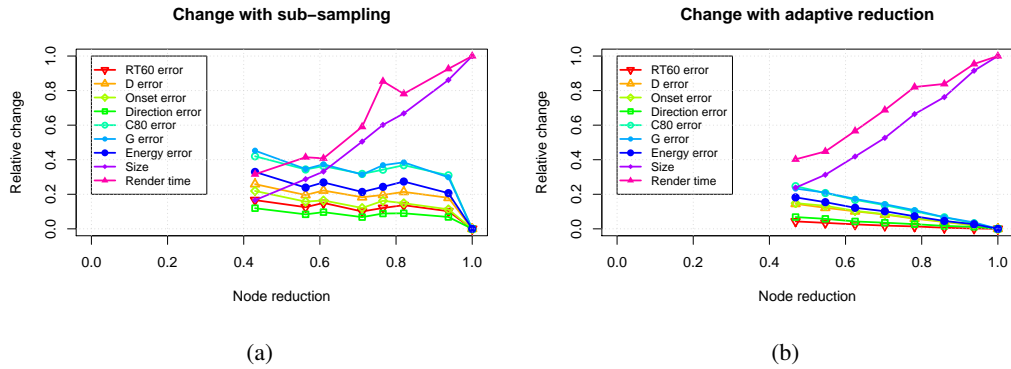 Change with sub−sampling
Relative change
1.0
0.8
0.6
0.4
0.2
0.0
RT60 error
D error
Onset error
Direction error
C80 error
G error
Energy error
Size
Render time
0.0 0.2 0.4 0.6 0.8 1.0
Node reduction
(a)
Change with adaptive reduction
Relative change
1.0
0.8
0.6
0.4
0.2
0.0
RT60 error
D error
Onset error
Direction error
C80 error
G error
Energy error
Size
Render time
0.0 0.2 0.4 0.6 0.8 1.0
Node reduction
(b)